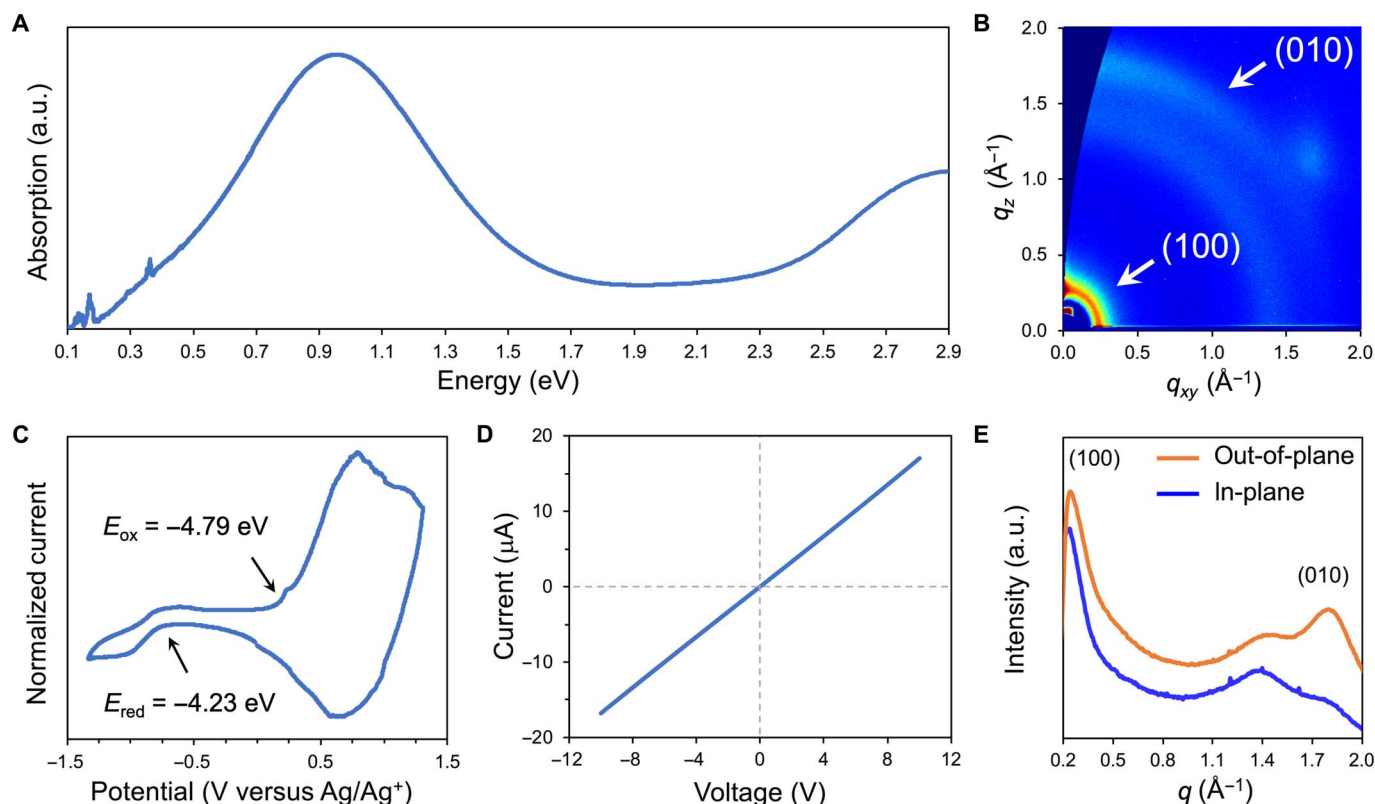 A
Absorption (a.u.)
0.1 0.3 0.5 0.7 0.9 1.1 1.3 1.5 1.7 1.9 2.1 2.3 2.5 2.7 2.9
Energy (eV)
B
2.0
1.5
1.0
0.5
0.0
qz (Å⁻¹)
(010)
(100)
0.0 0.5 1.0 1.5 2.0
qxy (Å⁻¹)
C
Normalized current
Eox = −4.79 eV
Ered = −4.23 eV
−1.5 −0.5 0.5 1.5
Potential (V versus Ag/Ag⁺)
D
Current (µA)
20
10
0
−10
−20
−12 −8 −4 0 4 8 12
Voltage (V)
E
Intensity (a.u.)
(100)
Out-of-plane
In-plane
(010)
0.2 0.5 0.8 1.1 1.4 1.7 2.0
q (Å⁻¹)